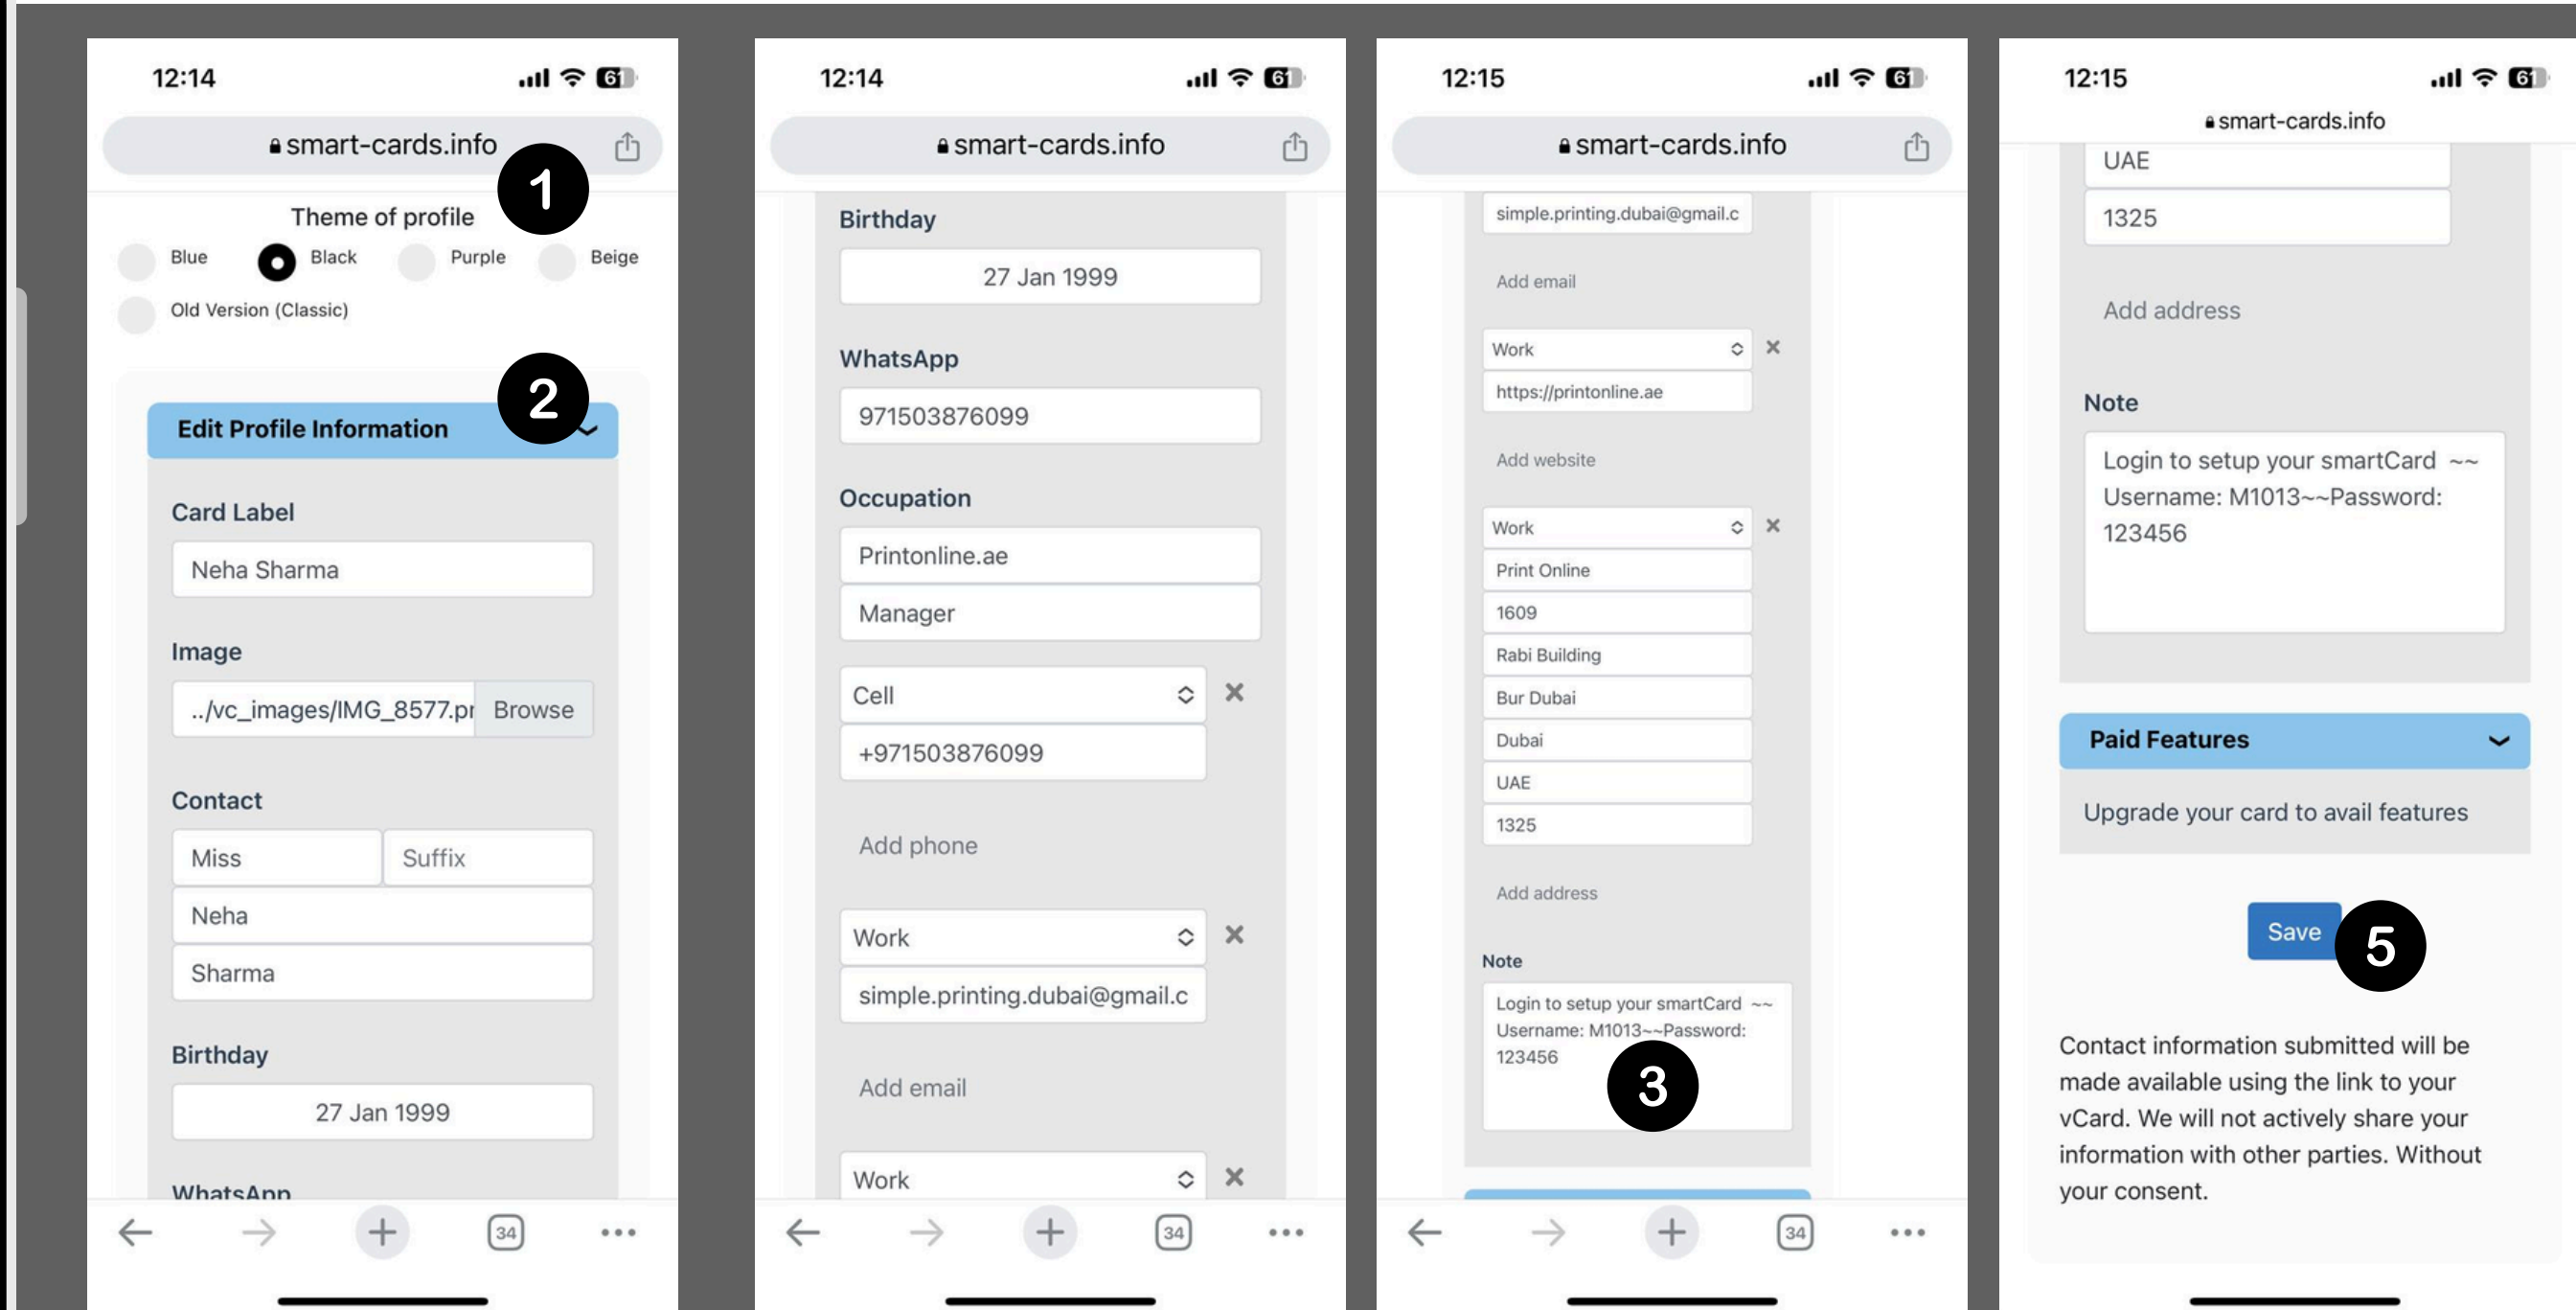 12:14
61
smart-cards.info
1
Theme of profile
Blue Black Purple Beige
Old Version (Classic)
2
Edit Profile Information
Card Label
Neha Sharma
Image
../vc_images/IMG_8577.pr Browse
Contact
Miss Suffix
Neha
Sharma
Birthday
27 Jan 1999
WhatsApp
34
12:14
61
smart-cards.info
Birthday
27 Jan 1999
WhatsApp
971503876099
Occupation
Printonline.ae
Manager
Cell
+971503876099
Add phone
Work
simple.printing.dubai@gmail.c
Add email
Work
34
12:15
61
smart-cards.info
simple.printing.dubai@gmail.c
Add email
Work
https://printonline.ae
Add website
Work
Print Online
1609
Rabi Building
Bur Dubai
Dubai
UAE
1325
Add address
Note
Login to setup your smartCard ~~
Username: M1013~~Password:
123456
3
34
12:15
61
smart-cards.info
UAE
1325
Add address
Note
Login to setup your smartCard ~~
Username: M1013~~Password:
123456
Paid Features
Upgrade your card to avail features
Save
5
Contact information submitted will be
made available using the link to your
vCard. We will not actively share your
information with other parties. Without
your consent.